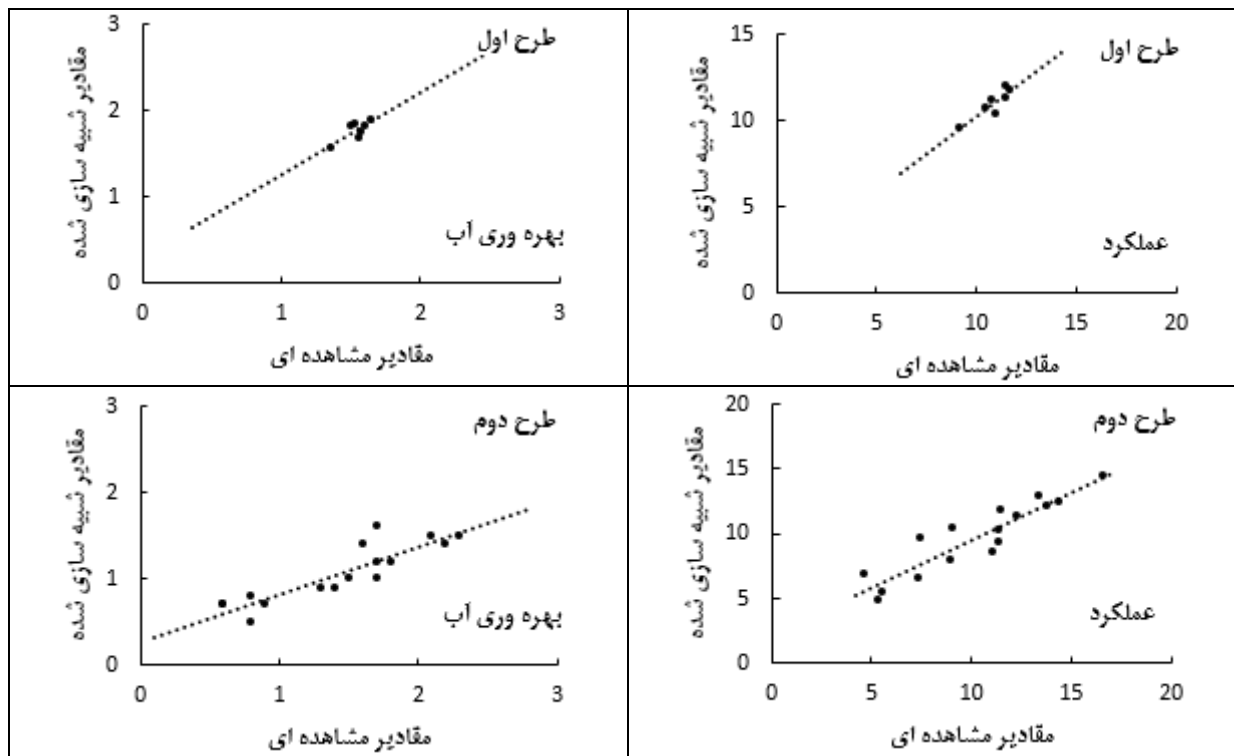 طرح اول
مقادیر شبیه سازی شده
3
2
1
0
بهره وری آب
0 1 2 3
مقادیر مشاهده ای
طرح اول
مقادیر شبیه سازی شده
15
10
5
0
عملکرد
0 5 10 15 20
مقادیر مشاهده ای
طرح دوم
مقادیر شبیه سازی شده
3
2
1
0
بهره وری آب
0 1 2 3
مقادیر مشاهده ای
طرح دوم
مقادیر شبیه سازی شده
20
15
10
5
0
عملکرد
0 5 10 15 20
مقادیر مشاهده ای